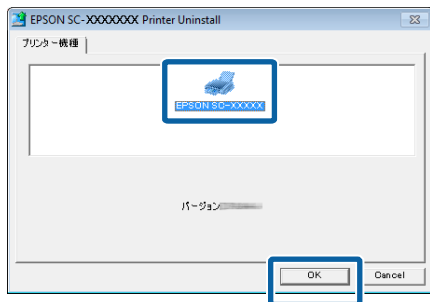 EPSON SC-XXXXXXX Printer Uninstall
プリンター機種
EPSON SC-XXXXX
バージョン
OK
Cancel